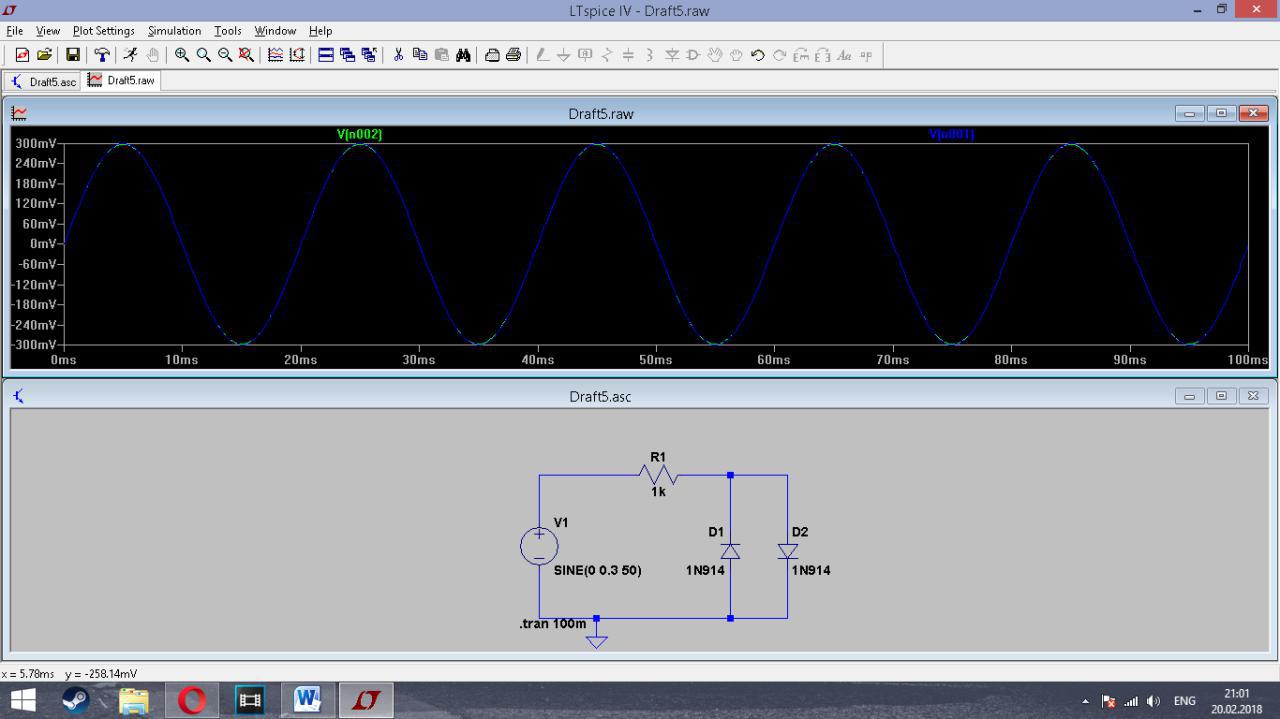 LTspice IV - Draft5.raw
File View Plot Settings Simulation Tools Window Help
Draft5.asc Draft5.raw
Draft5.raw
V(n002) V(n001)
300mV
240mV
180mV
120mV
60mV
0mV
-60mV
-120mV
-180mV
-240mV
-300mV
0ms 10ms 20ms 30ms 40ms 50ms 60ms 70ms 80ms 90ms 100ms
Draft5.asc
R1
1k
V1
D1 D2
SINE(0 0.3 50) 1N914 1N914
.tran 100m
x = 5.78ms y = -258.14mV
ENG
21:01
20.02.2018